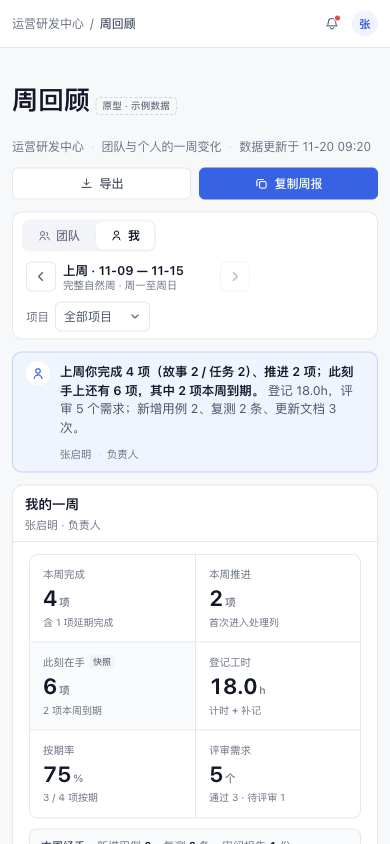 运营研发中心 / 周回顾
张
周回顾 原型 · 示例数据
运营研发中心 · 团队与个人的一周变化 · 数据更新于 11-20 09:20
导出
复制周报
团队
我
上周 · 11-09 — 11-15
完整自然周 · 周一至周日
项目 全部项目
上周你完成 4 项（故事 2 / 任务 2）、推进 2 项；此刻
手上还有 6 项，其中 2 项本周到期。 登记 18.0h，评
审 5 个需求；新增用例 2、复测 2 条、更新文档 3
次。
张启明 · 负责人
我的一周
张启明 · 负责人
本周完成
4项
含 1 项延期完成
本周推进
2项
首次进入处理列
此刻在手 快照
6项
2 项本周到期
登记工时
18.0h
计时 + 补记
按期率
75%
3 / 4 项按期
评审需求
5个
通过 3 · 待评审 1